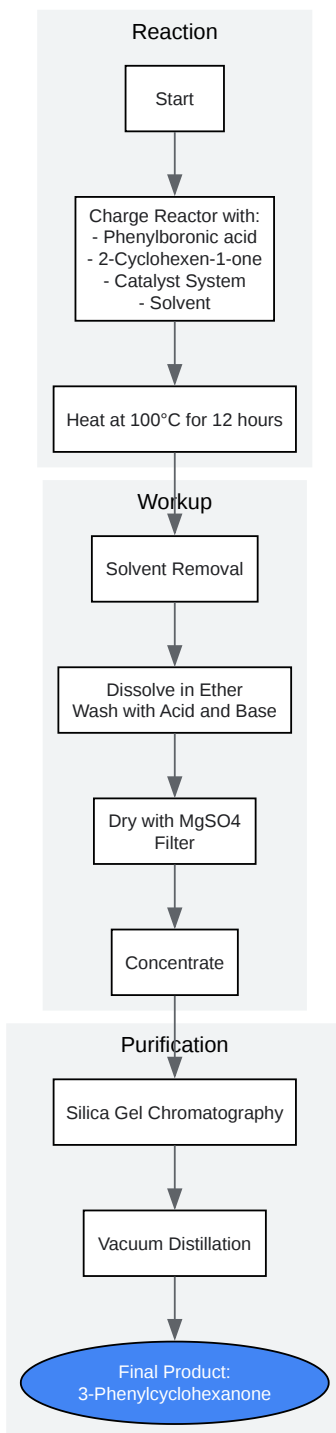 Reaction
Start
Charge Reactor with:
- Phenylboronic acid
- 2-Cyclohexen-1-one
- Catalyst System
- Solvent
Heat at 100°C for 12 hours
Workup
Solvent Removal
Dissolve in Ether
Wash with Acid and Base
Dry with MgSO4
Filter
Concentrate
Purification
Silica Gel Chromatography
Vacuum Distillation
Final Product:
3-Phenylcyclohexanone